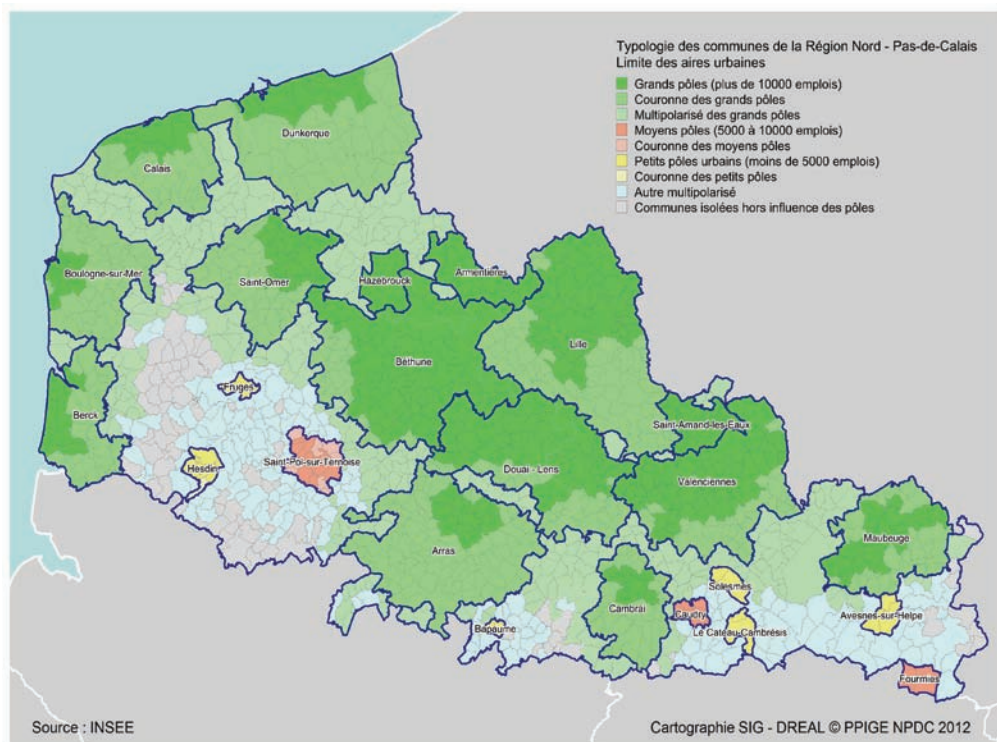 Typologie des communes de la Région Nord - Pas-de-Calais
Limite des aires urbaines
Grands pôles (plus de 10000 emplois)
Couronne des grands pôles
Multipolarisé des grands pôles
Moyens pôles (5000 à 10000 emplois)
Couronne des moyens pôles
Petits pôles urbains (moins de 5000 emplois)
Couronne des petits pôles
Autre multipolarisé
Communes isolées hors influence des pôles
Dunkerque
Calais
Boulogne-sur-Mer
Saint-Omer
Hazebrouck
Armentières
Lille
Béthune
Berck
Fruges
Saint-Amand-les-Eaux
Hesdin
Saint-Pol-sur-Ternoise
Douai - Lens
Valenciennes
Maubeuge
Arras
Solesmes
Cambrai
Caudry
Avesnes-sur-Helpe
Bapaume
Le Cateau-Cambrésis
Fourmies
Source : INSEE
Cartographie SIG - DREAL © PPIGE NPDC 2012